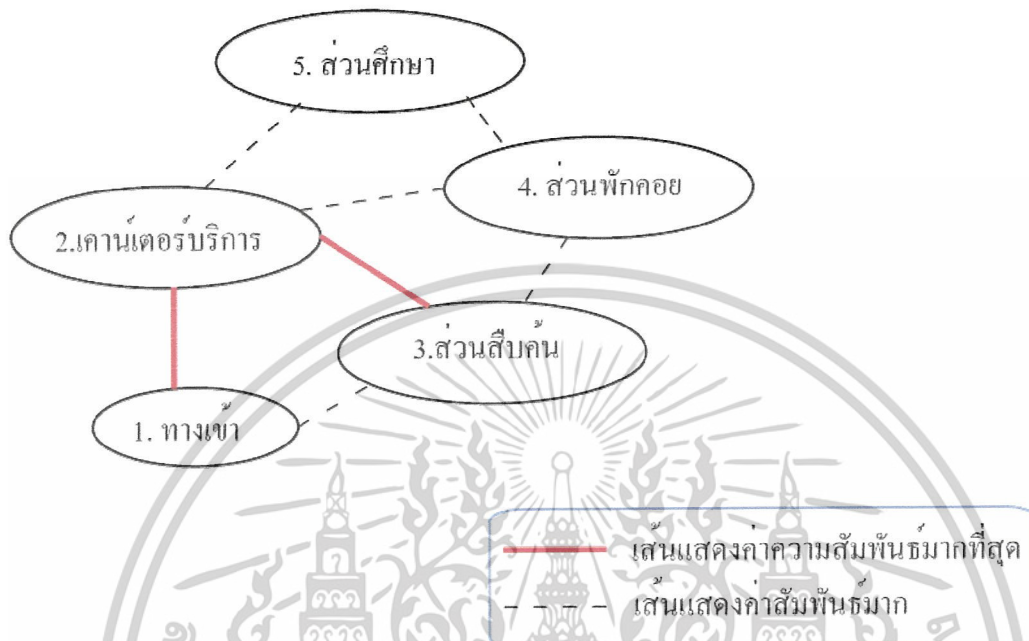 5. ส่วนศึกษา
4. ส่วนพักคอย
2.เคาน์เตอร์บริการ
3.ส่วนสืบค้น
1. ทางเข้า
เส้นแสดงค่าความสัมพันธ์มากที่สุด
เส้นแสดงค่าสัมพันธ์มาก